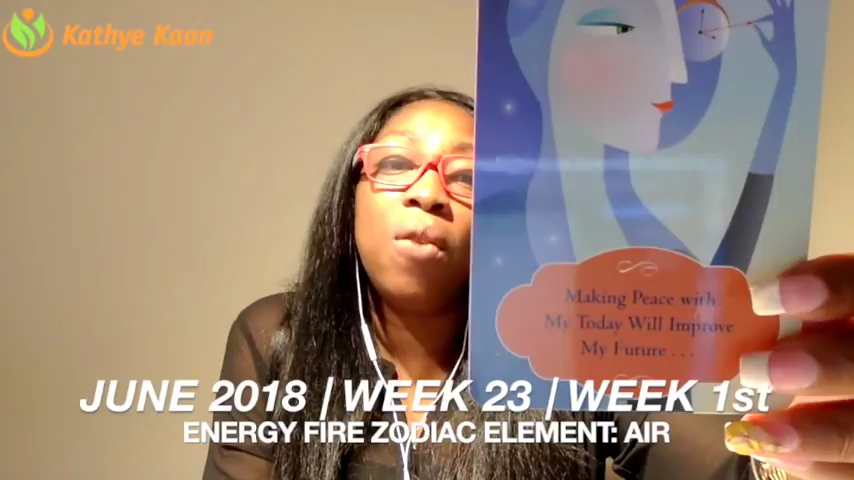 Kathye Kaan
Making Peace with
My Today Will Improve
My Future . . .
JUNE 2018 | WEEK 23 | WEEK 1st
ENERGY FIRE ZODIAC ELEMENT: AIR